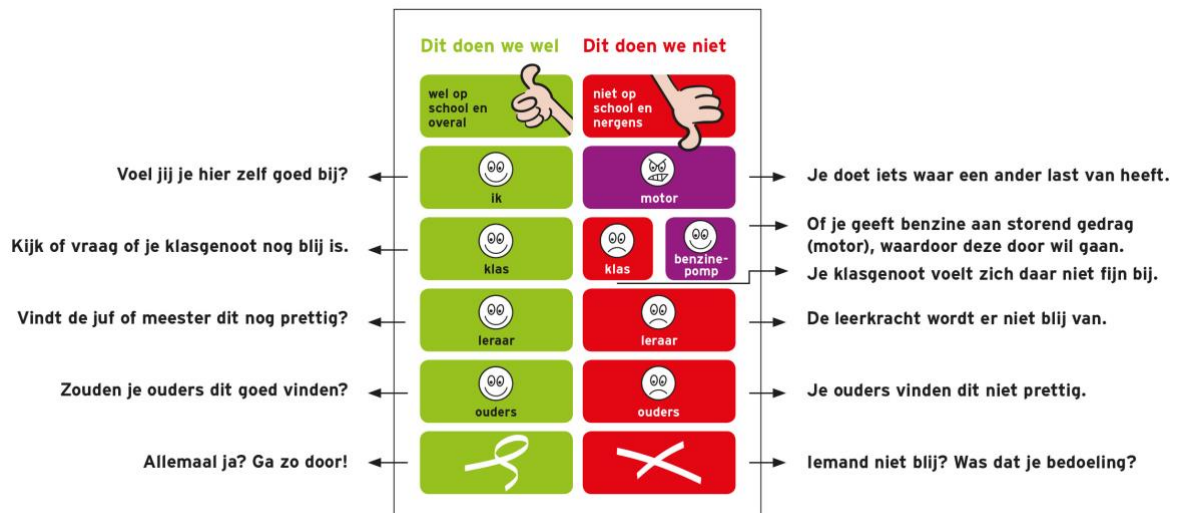 Dit doen we wel
Dit doen we niet
wel op
school en
overal
niet op
school en
nergens
Voel jij je hier zelf goed bij?
ik
motor
Je doet iets waar een ander last van heeft.
Kijk of vraag of je klasgenoot nog blij is.
klas
klas
benzine-
pomp
Of je geeft benzine aan storend gedrag
(motor), waardoor deze door wil gaan.
Je klasgenoot voelt zich daar niet fijn bij.
Vindt de juf of meester dit nog prettig?
leraar
leraar
De leerkracht wordt er niet blij van.
Zouden je ouders dit goed vinden?
ouders
ouders
Je ouders vinden dit niet prettig.
Allemaal ja? Ga zo door!
Iemand niet blij? Was dat je bedoeling?